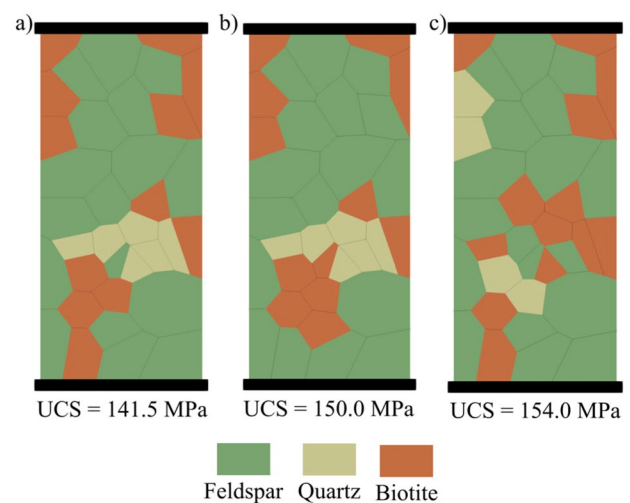 a)
b)
c)
UCS = 141.5 MPa
UCS = 150.0 MPa
UCS = 154.0 MPa
Feldspar
Quartz
Biotite